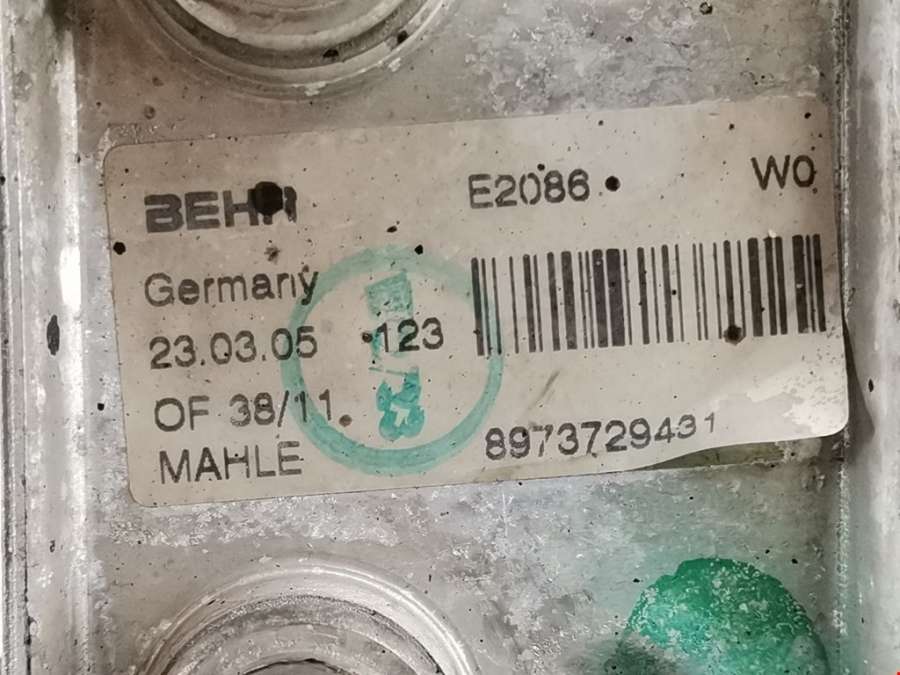 BEHR
E2086
W0
Germany
23.03.05
123
OF 38/11
MAHLE
8973729431